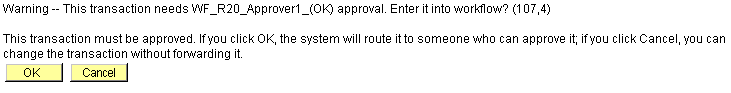 Warning -- This transaction needs WF_R20_Approver1_(OK) approval. Enter it into workflow? (107,4)
This transaction must be approved. If you click OK, the system will route it to someone who can approve it; if you click Cancel, you can
change the transaction without forwarding it.
OK Cancel